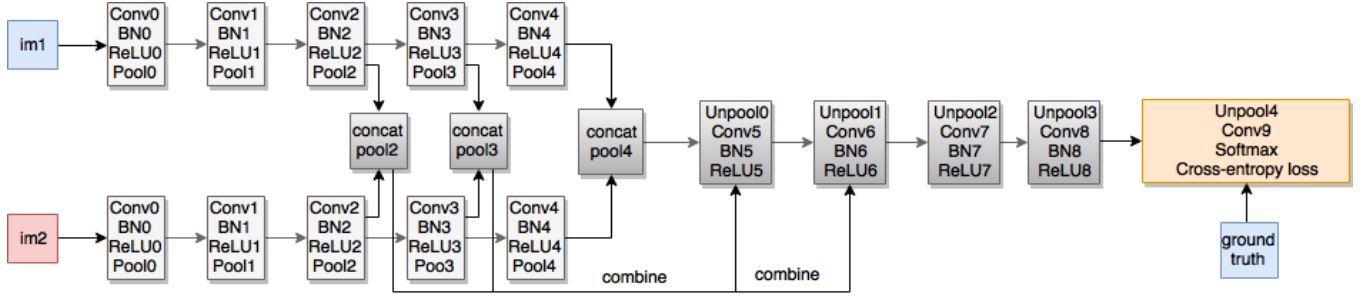 im1
Conv0
BN0
ReLU0
Pool0
Conv1
BN1
ReLU1
Pool1
Conv2
BN2
ReLU2
Pool2
Conv3
BN3
ReLU3
Pool3
Conv4
BN4
ReLU4
Pool4
concat
pool2
concat
pool3
concat
pool4
Unpool0
Conv5
BN5
ReLU5
Unpool1
Conv6
BN6
ReLU6
Unpool2
Conv7
BN7
ReLU7
Unpool3
Conv8
BN8
ReLU8
Unpool4
Conv9
Softmax
Cross-entropy loss
im2
Conv0
BN0
ReLU0
Pool0
Conv1
BN1
ReLU1
Pool1
Conv2
BN2
ReLU2
Pool2
Conv3
BN3
ReLU3
Poo3
Conv4
BN4
ReLU4
Pool4
combine
combine
ground
truth